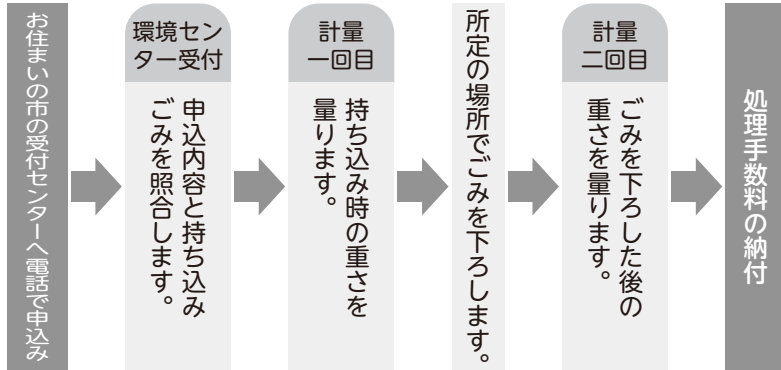 お住まいの市の受付センターへ電話で申込み
環境セン
ター受付
申込内容と持ち込み
ごみを照合します。
計量
一回目
持ち込み時の重さを
量ります。
所定の場所でごみを下ろします。
計量
二回目
ごみを下ろした後の
重さを量ります。
処理手数料の納付